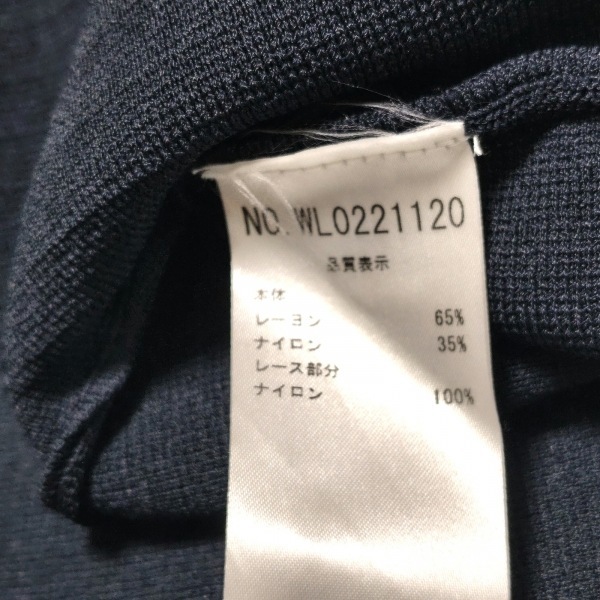 NO.WL0221120
品質表示
本体
レーヨン 65%
ナイロン 35%
レース部分
ナイロン 100%